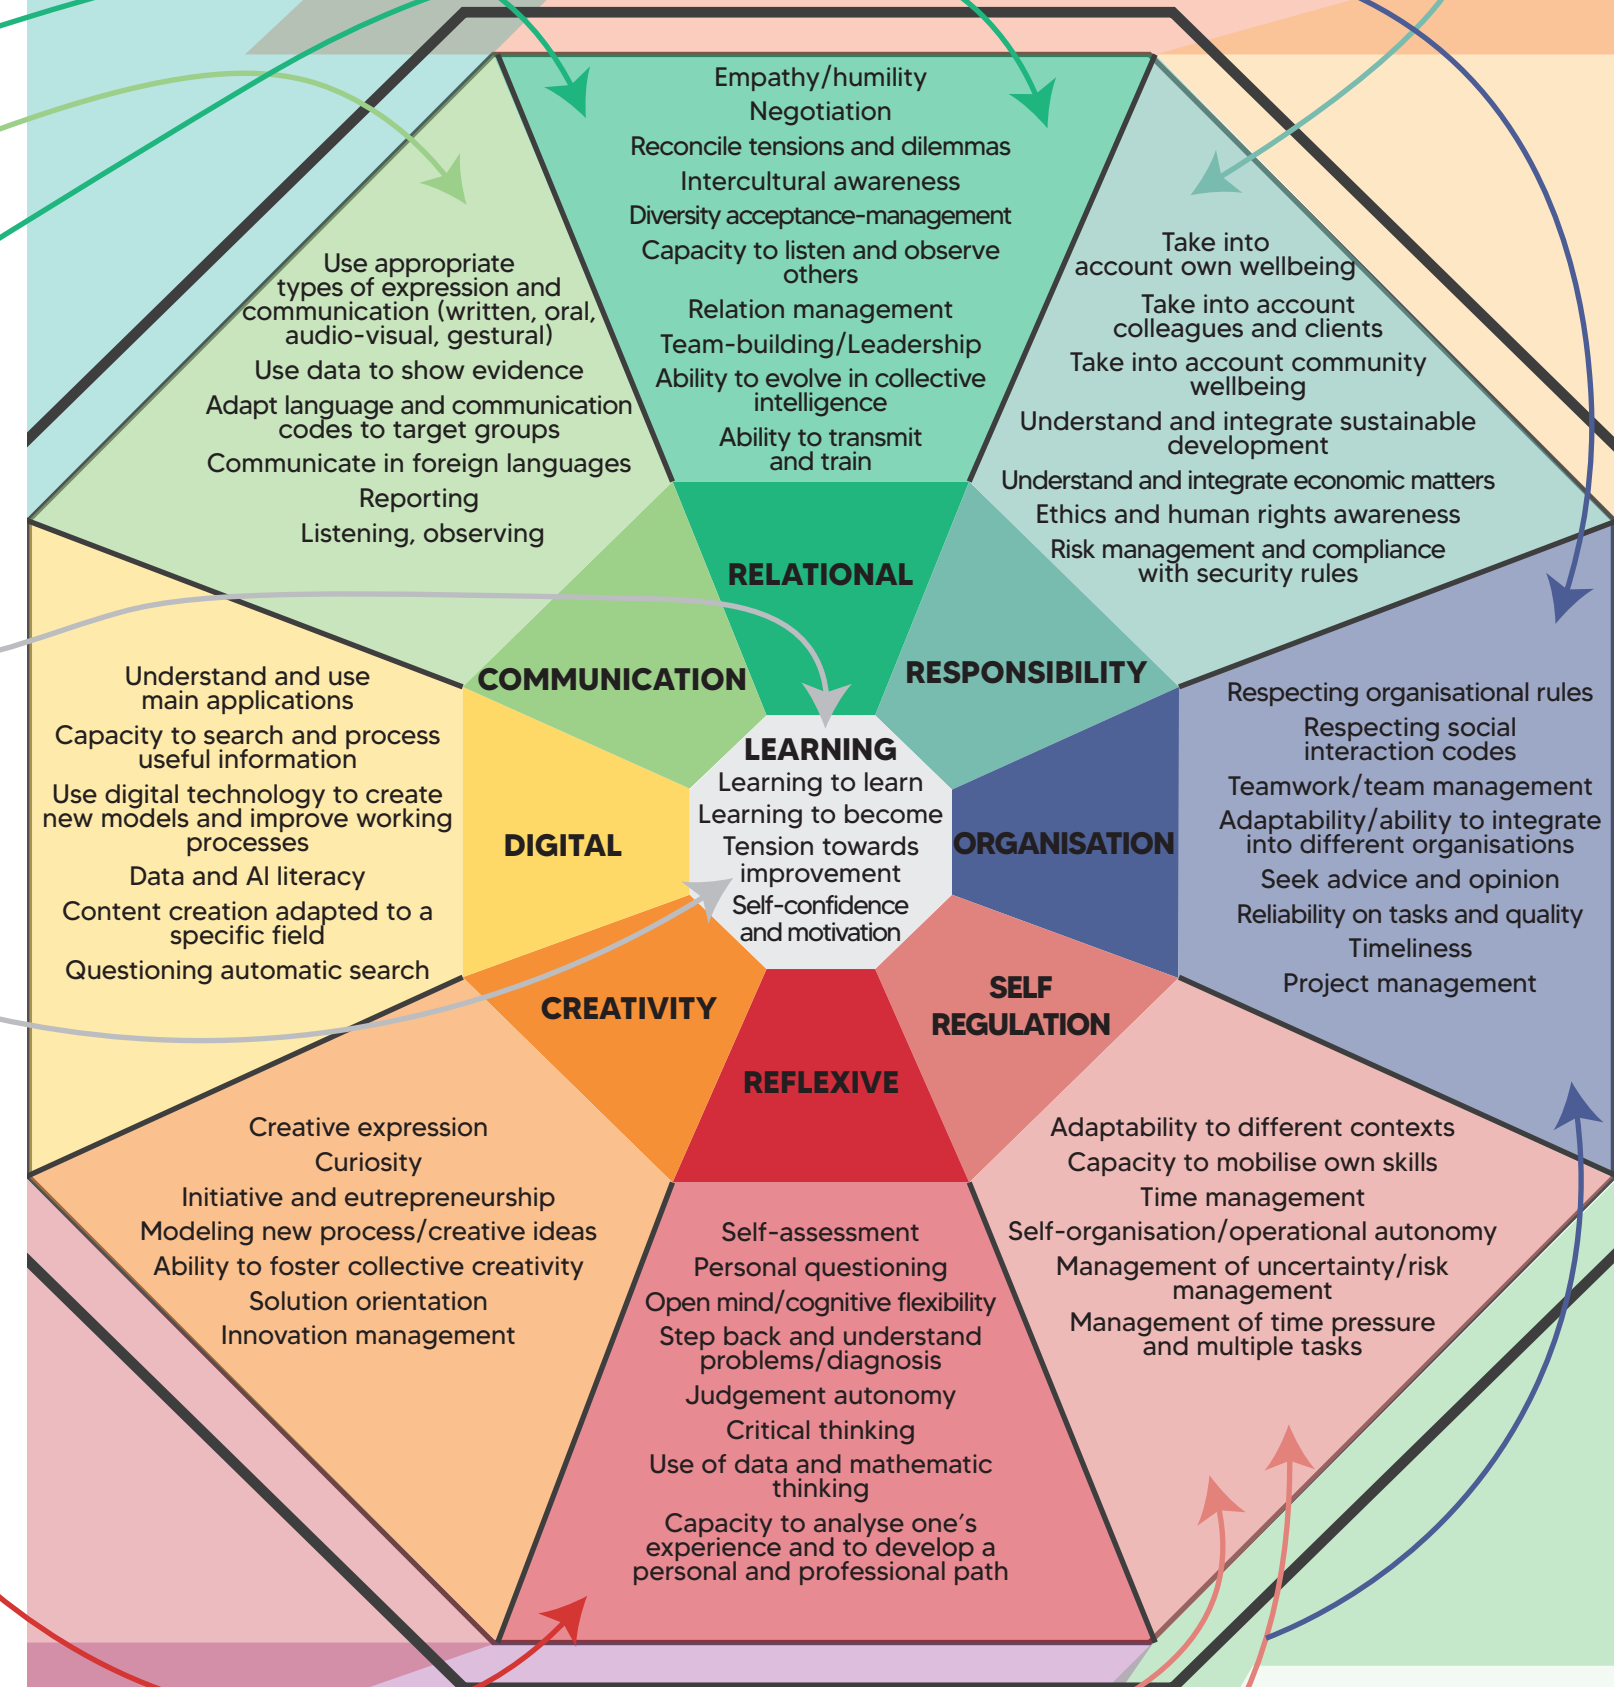 Empathy/humility
Negotiation
Reconcile tensions and dilemmas
Intercultural awareness
Diversity acceptance-management
Capacity to listen and observe
others
Relation management
Team-building/Leadership
Ability to evolve in collective
intelligence
Ability to transmit
and train
RELATIONAL
Take into
account own wellbeing
Take into account
colleagues and clients
Take into account community
wellbeing
Understand and integrate sustainable
development
Understand and integrate economic matters
Ethics and human rights awareness
Risk management and compliance
with security rules
RESPONSIBILITY
Respecting organisational rules
Respecting social
interaction codes
Teamwork/team management
Adaptability/ability to integrate
into different organisations
Seek advice and opinion
Reliability on tasks and quality
Timeliness
Project management
ORGANISATION
SELF
REGULATION
Adaptability to different contexts
Capacity to mobilise own skills
Time management
Self-organisation/operational autonomy
Management of uncertainty/risk
management
Management of time pressure
and multiple tasks
REFLEXIVE
Self-assessment
Personal questioning
Open mind/cognitive flexibility
Step back and understand
problems/diagnosis
Judgement autonomy
Critical thinking
Use of data and mathematic
thinking
Capacity to analyse one's
experience and to develop a
personal and professional path
CREATIVITY
Creative expression
Curiosity
Initiative and eutrepreneurship
Modeling new process/creative ideas
Ability to foster collective creativity
Solution orientation
Innovation management
DIGITAL
Understand and use
main applications
Capacity to search and process
useful information
Use digital technology to create
new models and improve working
processes
Data and AI literacy
Content creation adapted to a
specific field
Questioning automatic search
COMMUNICATION
Use appropriate
types of expression and
communication (written, oral,
audio-visual, gestural)
Use data to show evidence
Adapt language and communication
codes to target groups
Communicate in foreign languages
Reporting
Listening, observing
LEARNING
Learning to learn
Learning to become
Tension towards
improvement
Self-confidence
and motivation